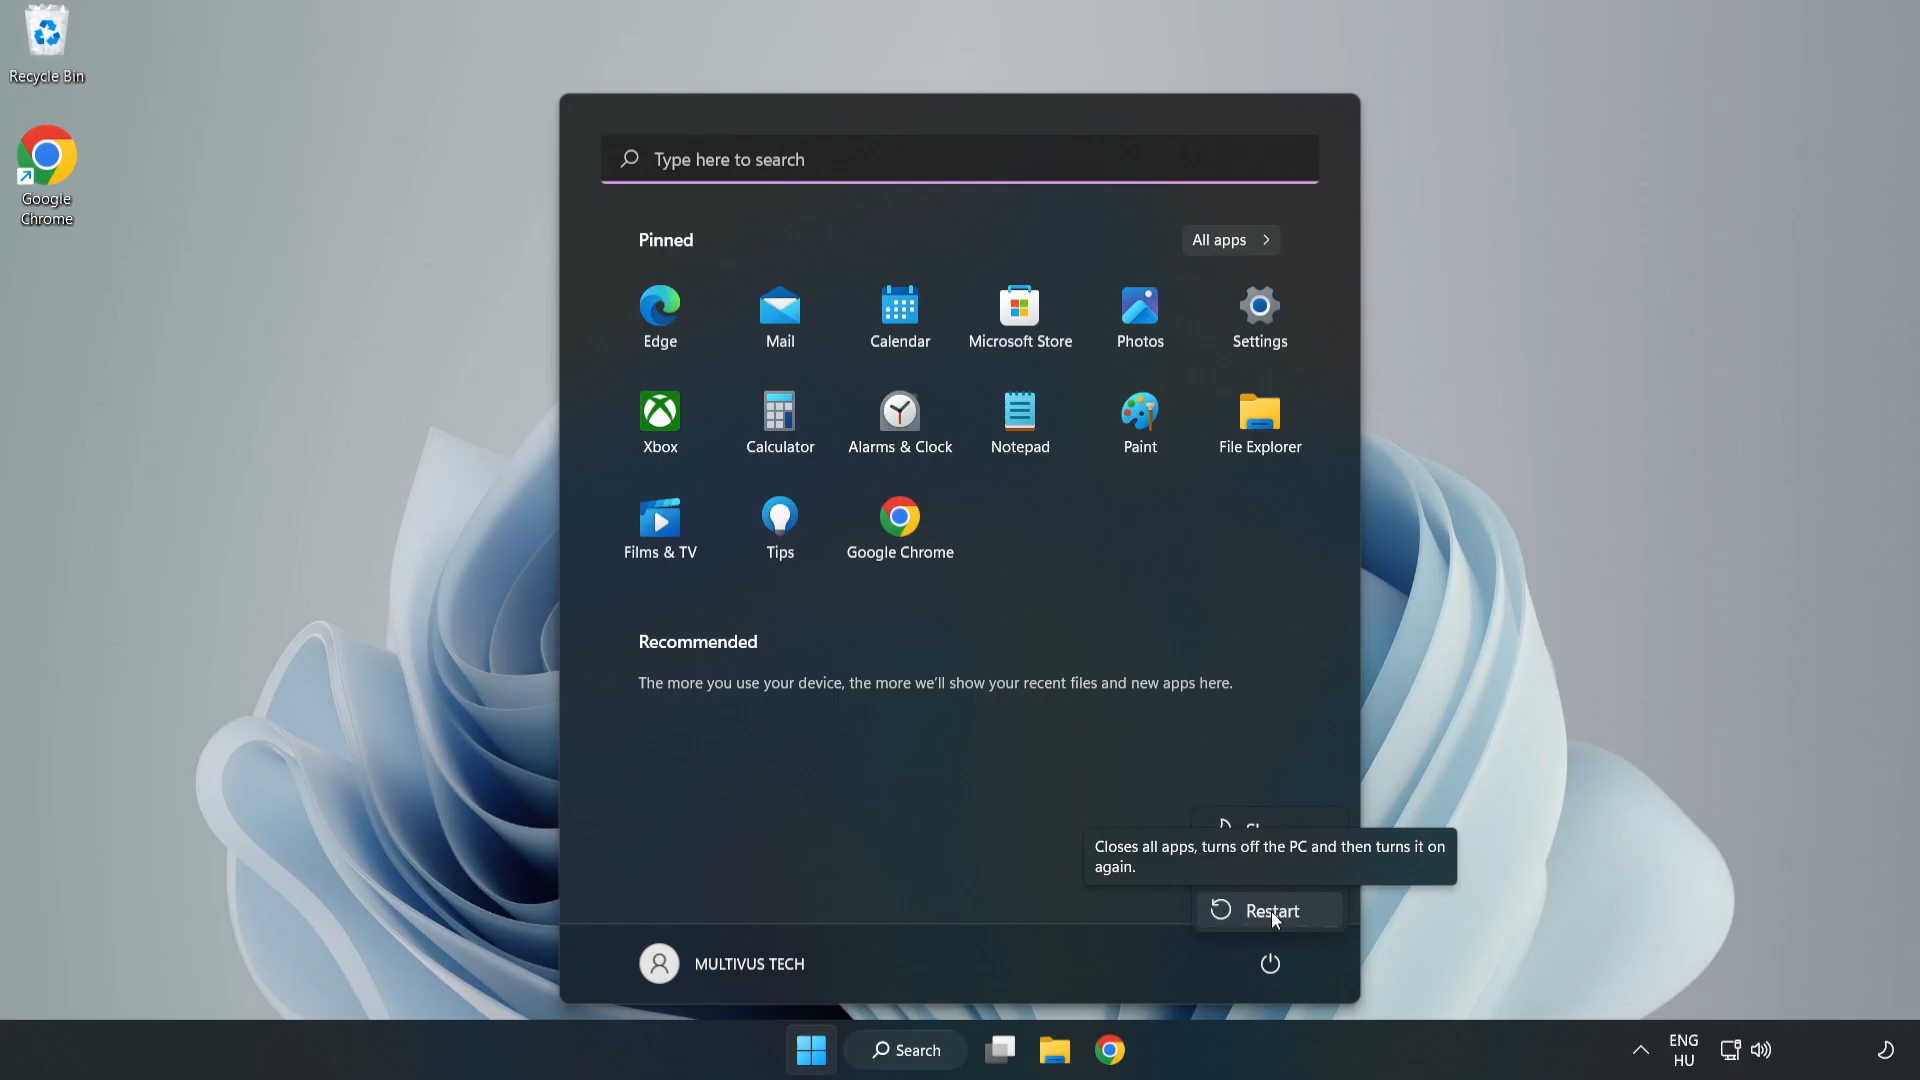 Recycle Bin
Google
Chrome
Type here to search
Pinned
All apps
Edge
Mail
Calendar
Microsoft Store
Photos
Settings
Xbox
Calculator
Alarms & Clock
Notepad
Paint
File Explorer
Films & TV
Tips
Google Chrome
Recommended
The more you use your device, the more we'll show your recent files and new apps here.
Closes all apps, turns off the PC and then turns it on
again.
Restart
MULTIVUS TECH
Search
ENG
HU